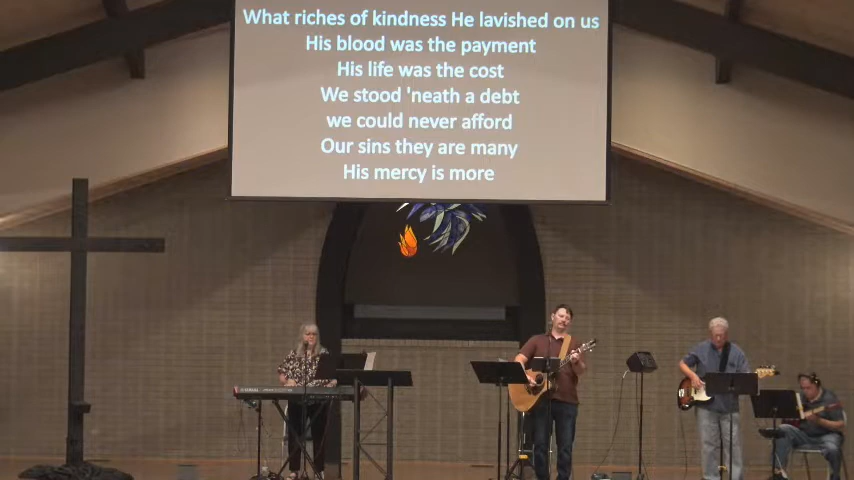 What riches of kindness He lavished on us
His blood was the payment
His life was the cost
We stood 'neath a debt
we could never afford
Our sins they are many
His mercy is more